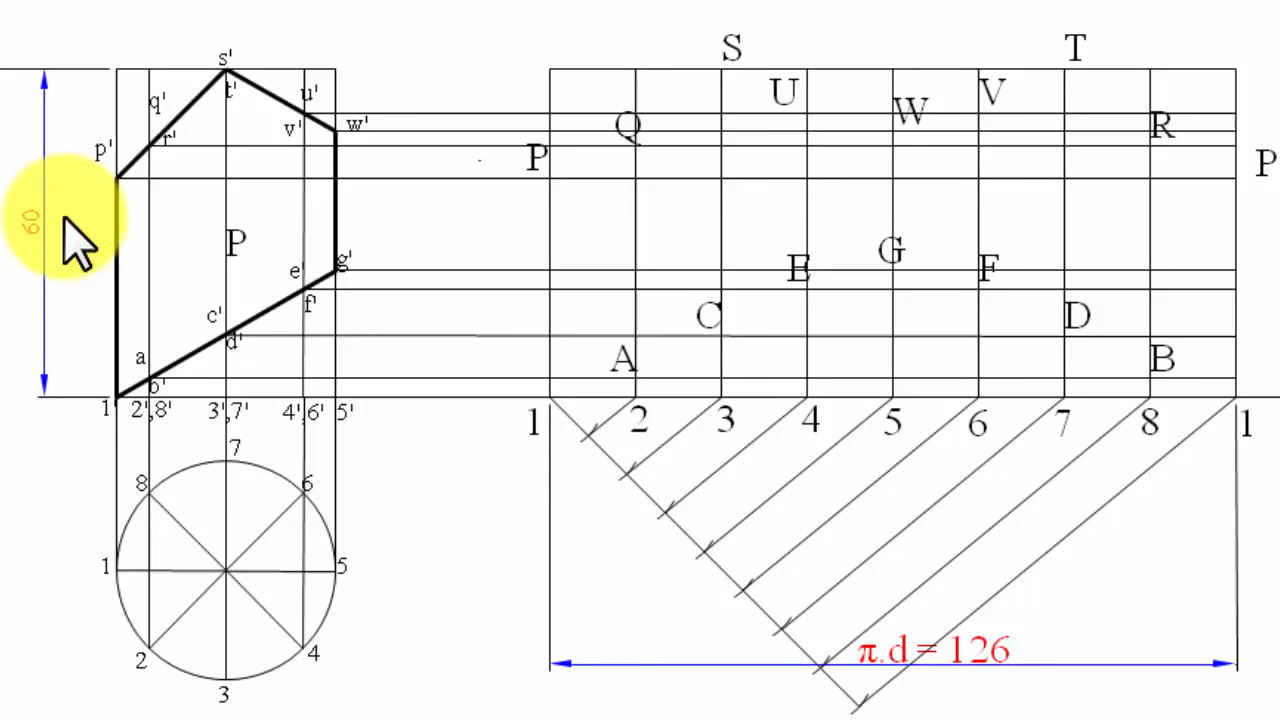 S T
s'
t' u' U V
q' W
v' w' Q R
r'
p' P P
60 P G
g'
e' E F
f'
c' C D
d'
a A B
b'
1' 2',8' 3',7' 4',6' 5' 1 2 3 4 5 6 7 8 1
7
8 6
1 5
2 4
3
π.d = 126